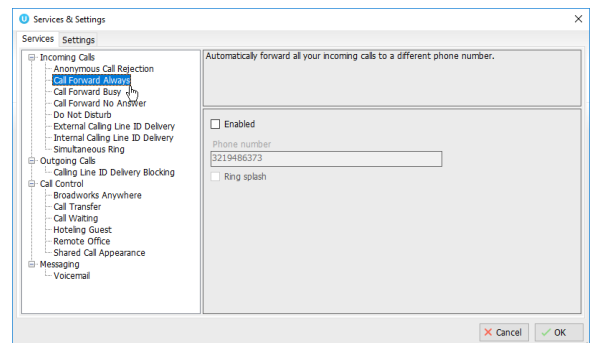 Services & Settings
Services Settings
Incoming Calls
Anonymous Call Rejection
Call Forward Always
Call Forward Busy
Call Forward No Answer
Do Not Disturb
External Calling Line ID Delivery
Internal Calling Line ID Delivery
Simultaneous Ring
Outgoing Calls
Calling Line ID Delivery Blocking
Call Control
Broadworks Anywhere
Call Transfer
Call Waiting
Hoteling Guest
Remote Office
Shared Call Appearance
Messaging
Voicemail
Automatically forward all your incoming calls to a different phone number.
Enabled
Phone number
3219486373
Ring splash
Cancel OK